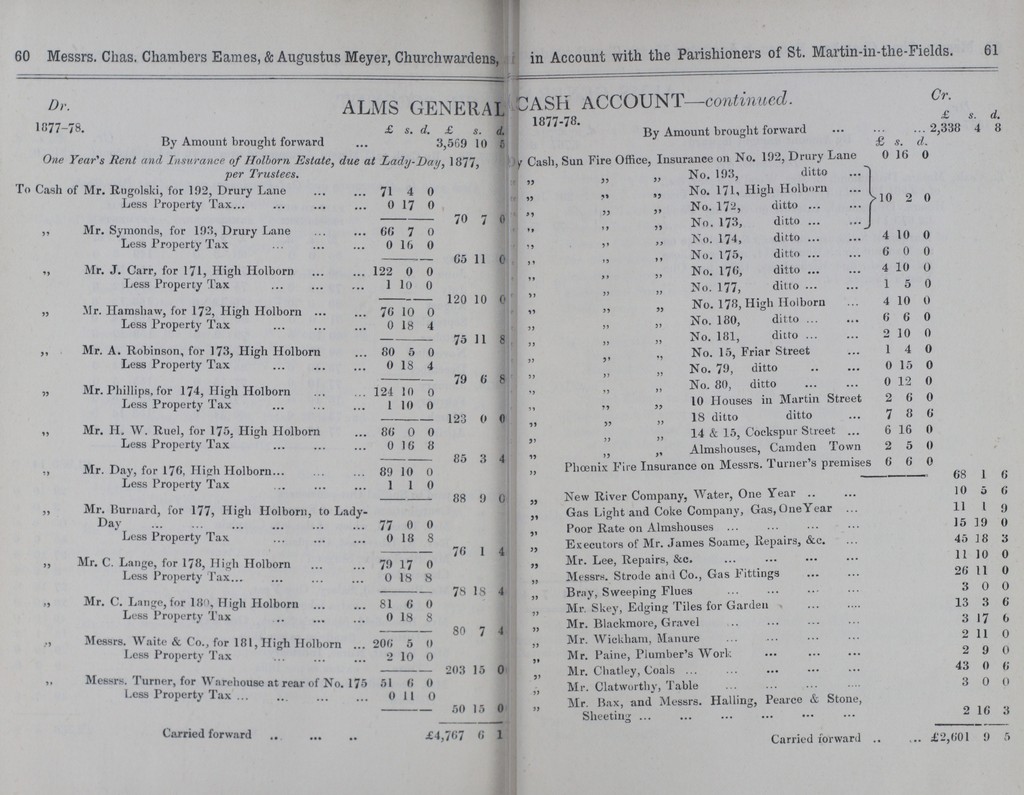 60 Messrs. Chas. Chambers Eames, & Augustus Meyer, Churchwardens,
Dr.
ALMS GENERAL
1877-78. £ s. d. £ s. d.
By Amount brought forward ... 3,569 10 5
One Year's Rent and Insurance of Holborn Estate, due at Lady-Day, 1877,
per Trustees.
To Cash of Mr. Rugolski, for 192, Drury Lane ... ... 71 4 0
Less Property Tax... ... ... ... 0 17 0
70 7 0
„ Mr. Symonds, for 193, Drury Lane ... ... 66 7 0
Less Property Tax ... ... ... 0 16 0
65 11 0
„ Mr. J. Carr, for 171, High Holborn ... ... 122 0 0
Less Property Tax ... ... ... 1 10 0
120 10 0
„ Mr. Hamshaw, for 172, High Holborn ... ... 76 10 0
Less Property Tax ... ... ... 0 18 4
75 11 8
„ Mr. A. Robinson, for 173, High Holborn ... 80 5 0
Less Property Tax ... ... ... 0 18 4
79 6 8
„ Mr. Phillips, for 174, High Holborn ... ... 124 10 0
Less Property Tax ... ... ... 1 10 0
123 0 0
„ Mr. H. W. Ruel, for 175, High Holborn ... 86 0 0
Less Property Tax ... ... ... 0 16 8
85 3 4
„ Mr. Day, for 176, High Holborn... ... ... 89 10 0
Less Property Tax ... ... ... 1 1 0
88 9 0
„ Mr. Burnard, for 177, High Holborn, to Lady-
Day ... ... ... ... ... ... 77 0 0
Less Property Tax ... ... ... 0 18 8
76 1 4
„ Mr. C. Lange, for 178, High Holborn ... ... 79 17 0
Less Property Tax... ... ... ... 0 18 8
78 18 4
„ Mr. C. Lange, for 180, High Holborn ... ... 81 6 0
Less Property Tax ... ... ... 0 18 8
80 7 4
„ Messrs. Waite & Co., for 181, High Holborn ... 206 5 0
Less Property Tax ... ... ... 2 10 0
203 15 0
„ Messrs. Turner, for Warehouse at rear of No. 175 51 6 0
Less Property Tax ... ... ... ... 0 11 0
50 15 0
Carried forward .. ... .. £4,767 6 1
in Account with the Parishioners of St. Martin-in-the-Fields. 61
CASH ACCOUNT—continued.
Cr.
1877-78. £ s. d.
By Amount brought forward ... ... ... 2,338 4 8
£ s. d.
By Cash, Sun Fire Office, Insurance on No. 192, Drury Lane 0 16 0
„ „ „ No. 193, ditto ...
„ „ „ No. 171, High Holborn ...
„ „ „ No. 172, ditto ... ... 10 2 0
„ „ „ No. 173, ditto ... ...
„ „ „ No. 174, ditto ... ... 4 10 0
„ „ „ No. 175, ditto ... ... 6 0 0
„ „ „ No. 176, ditto ... ... 4 10 0
„ „ „ No. 177, ditto ... ... 1 5 0
„ „ „ No. 178, High Holborn ... 4 10 0
„ „ „ No. 180, ditto ... ... 6 6 0
„ „ „ No. 181, ditto ... ... 2 10 0
„ „ „ No. 15, Friar Street ... 1 4 0
„ „ „ No. 79, ditto .. ... 0 15 0
„ „ „ No. 80, ditto ... ... 0 12 0
„ „ „ 10 Houses in Martin Street 2 6 0
„ „ „ 18 ditto ditto ... 7 8 6
„ „ „ 14 & 15, Cockspur Street ... 6 16 0
„ „ „ Almshouses, Camden Town 2 5 0
„ Phœnix Fire Insurance on Messrs. Turner's premises 6 6 0
68 1 6
„ New River Company, Water, One Year .. ... 10 5 6
„ Gas Light and Coke Company, Gas, One Year ... 11 1 9
„ Poor Rate on Almshouses ... ... ... ... 15 19 0
„ Executors of Mr. James Soame, Repairs, &c. ... 45 18 3
„ Mr. Lee, Repairs, &c. ... ... ... ... 11 10 0
„ Messrs. Strode and Co., Gas Fittings ... ... 26 11 0
„ Bray, Sweeping Flues ... ... ... ... 3 0 0
„ Mr. Skey, Edging Tiles for Garden ... ... 13 3 6
„ Mr. Blackmore, Gravel ... ... ... ... 3 17 6
„ Mr. Wickham, Manure ... ... ... ... 2 11 0
„ Mr. Paine, Plumber's Work ... ... ... 2 9 0
„ Mr. Chatley, Coals ... ... ... ... ... 43 0 6
„ Mr. Clatworthy, Table ... ... ... ... 3 0 0
„ Mr. Bax, and Messrs. Halling, Pearce & Stone,
Sheeting ... ... ... ... ... ... 2 16 3
Carried forward .. ... £2,601 9 5